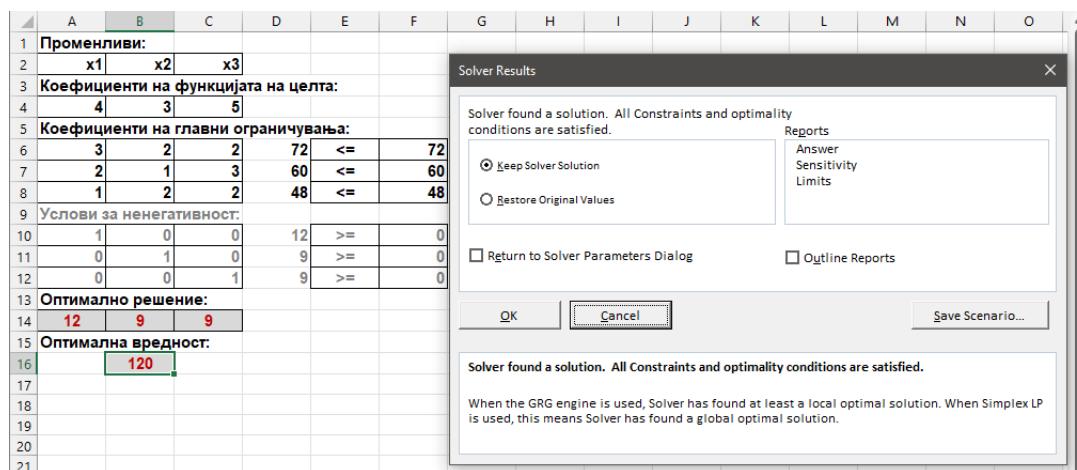 A B C D E F G H I J K L M N O
1 Променливи:
2 x1 x2 x3
3 Коефициенти на функцијата на целта:
4 4 3 5
5 Коефициенти на главни ограничувања:
6 3 2 2 72 <= 72
7 2 1 3 60 <= 60
8 1 2 2 48 <= 48
9 Услови за ненегативност:
10 1 0 0 12 >= 0
11 0 1 0 9 >= 0
12 0 0 1 9 >= 0
13 Оптимално решение:
14 12 9 9
15 Оптимална вредност:
16 120
17
18
19
20
21
Solver Results
Solver found a solution. All Constraints and optimality
conditions are satisfied.
Keep Solver Solution
Restore Original Values
Reports
Answer
Sensitivity
Limits
Return to Solver Parameters Dialog
Outline Reports
OK Cancel Save Scenario...
Solver found a solution. All Constraints and optimality conditions are satisfied.
When the GRG engine is used, Solver has found at least a local optimal solution. When Simplex LP
is used, this means Solver has found a global optimal solution.